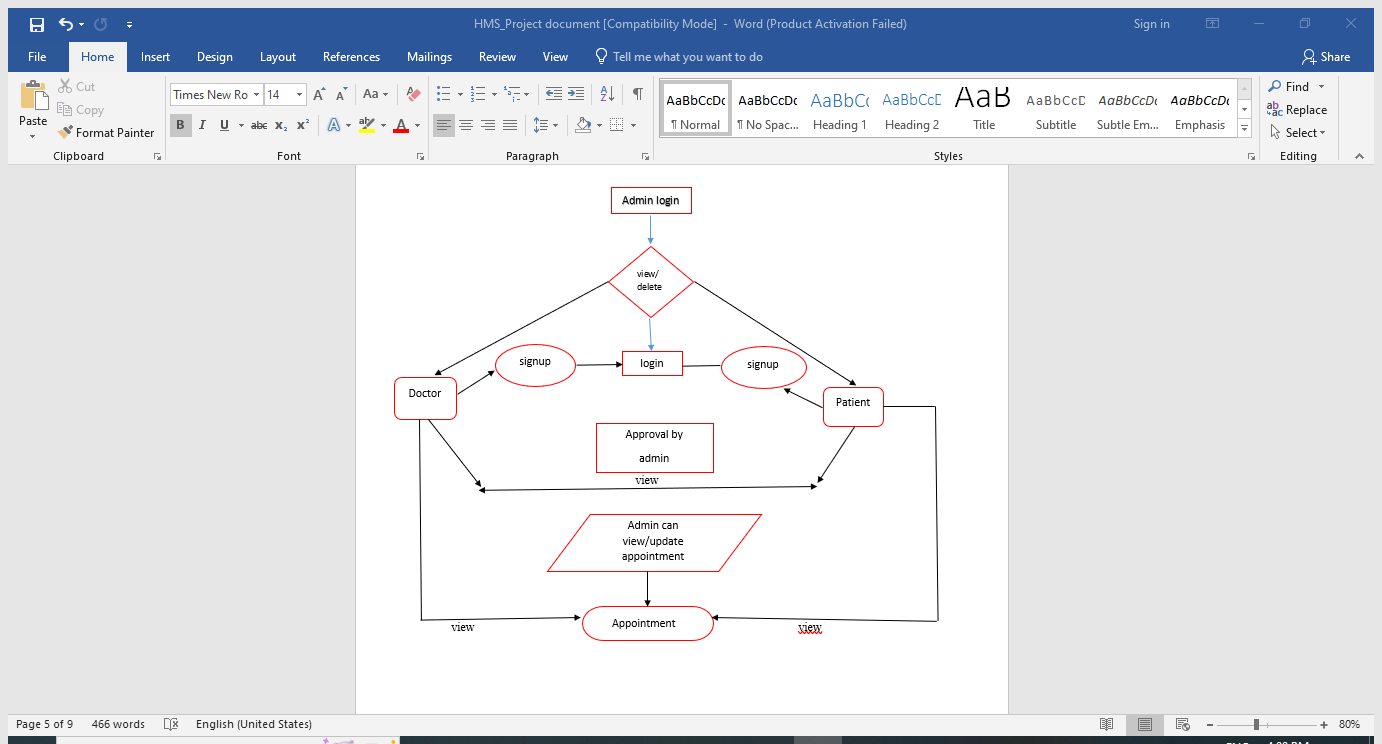 HMS_Project document [Compatibility Mode] - Word (Product Activation Failed)
Sign in
File Home Insert Design Layout References Mailings Review View Tell me what you want to do Share
Paste
Cut
Copy
Format Painter
Clipboard
Times New Ro 14
Aa
B I U abc x₂ x² A ab A
Font
Paragraph
AaBbCcDc AaBbCcDc AaBbCc AaBbCcD AaB AaBbCcD AaBbCcDc AaBbCcDc
¶ Normal ¶ No Spac... Heading 1 Heading 2 Title Subtitle Subtle Em... Emphasis
Styles
Find
Replace
Select
Editing
Admin login
view/
delete
signup
login
signup
Doctor
Patient
Approval by
admin
view
Admin can
view/update
appointment
Appointment
view
view
Page 5 of 9 466 words English (United States) 80%